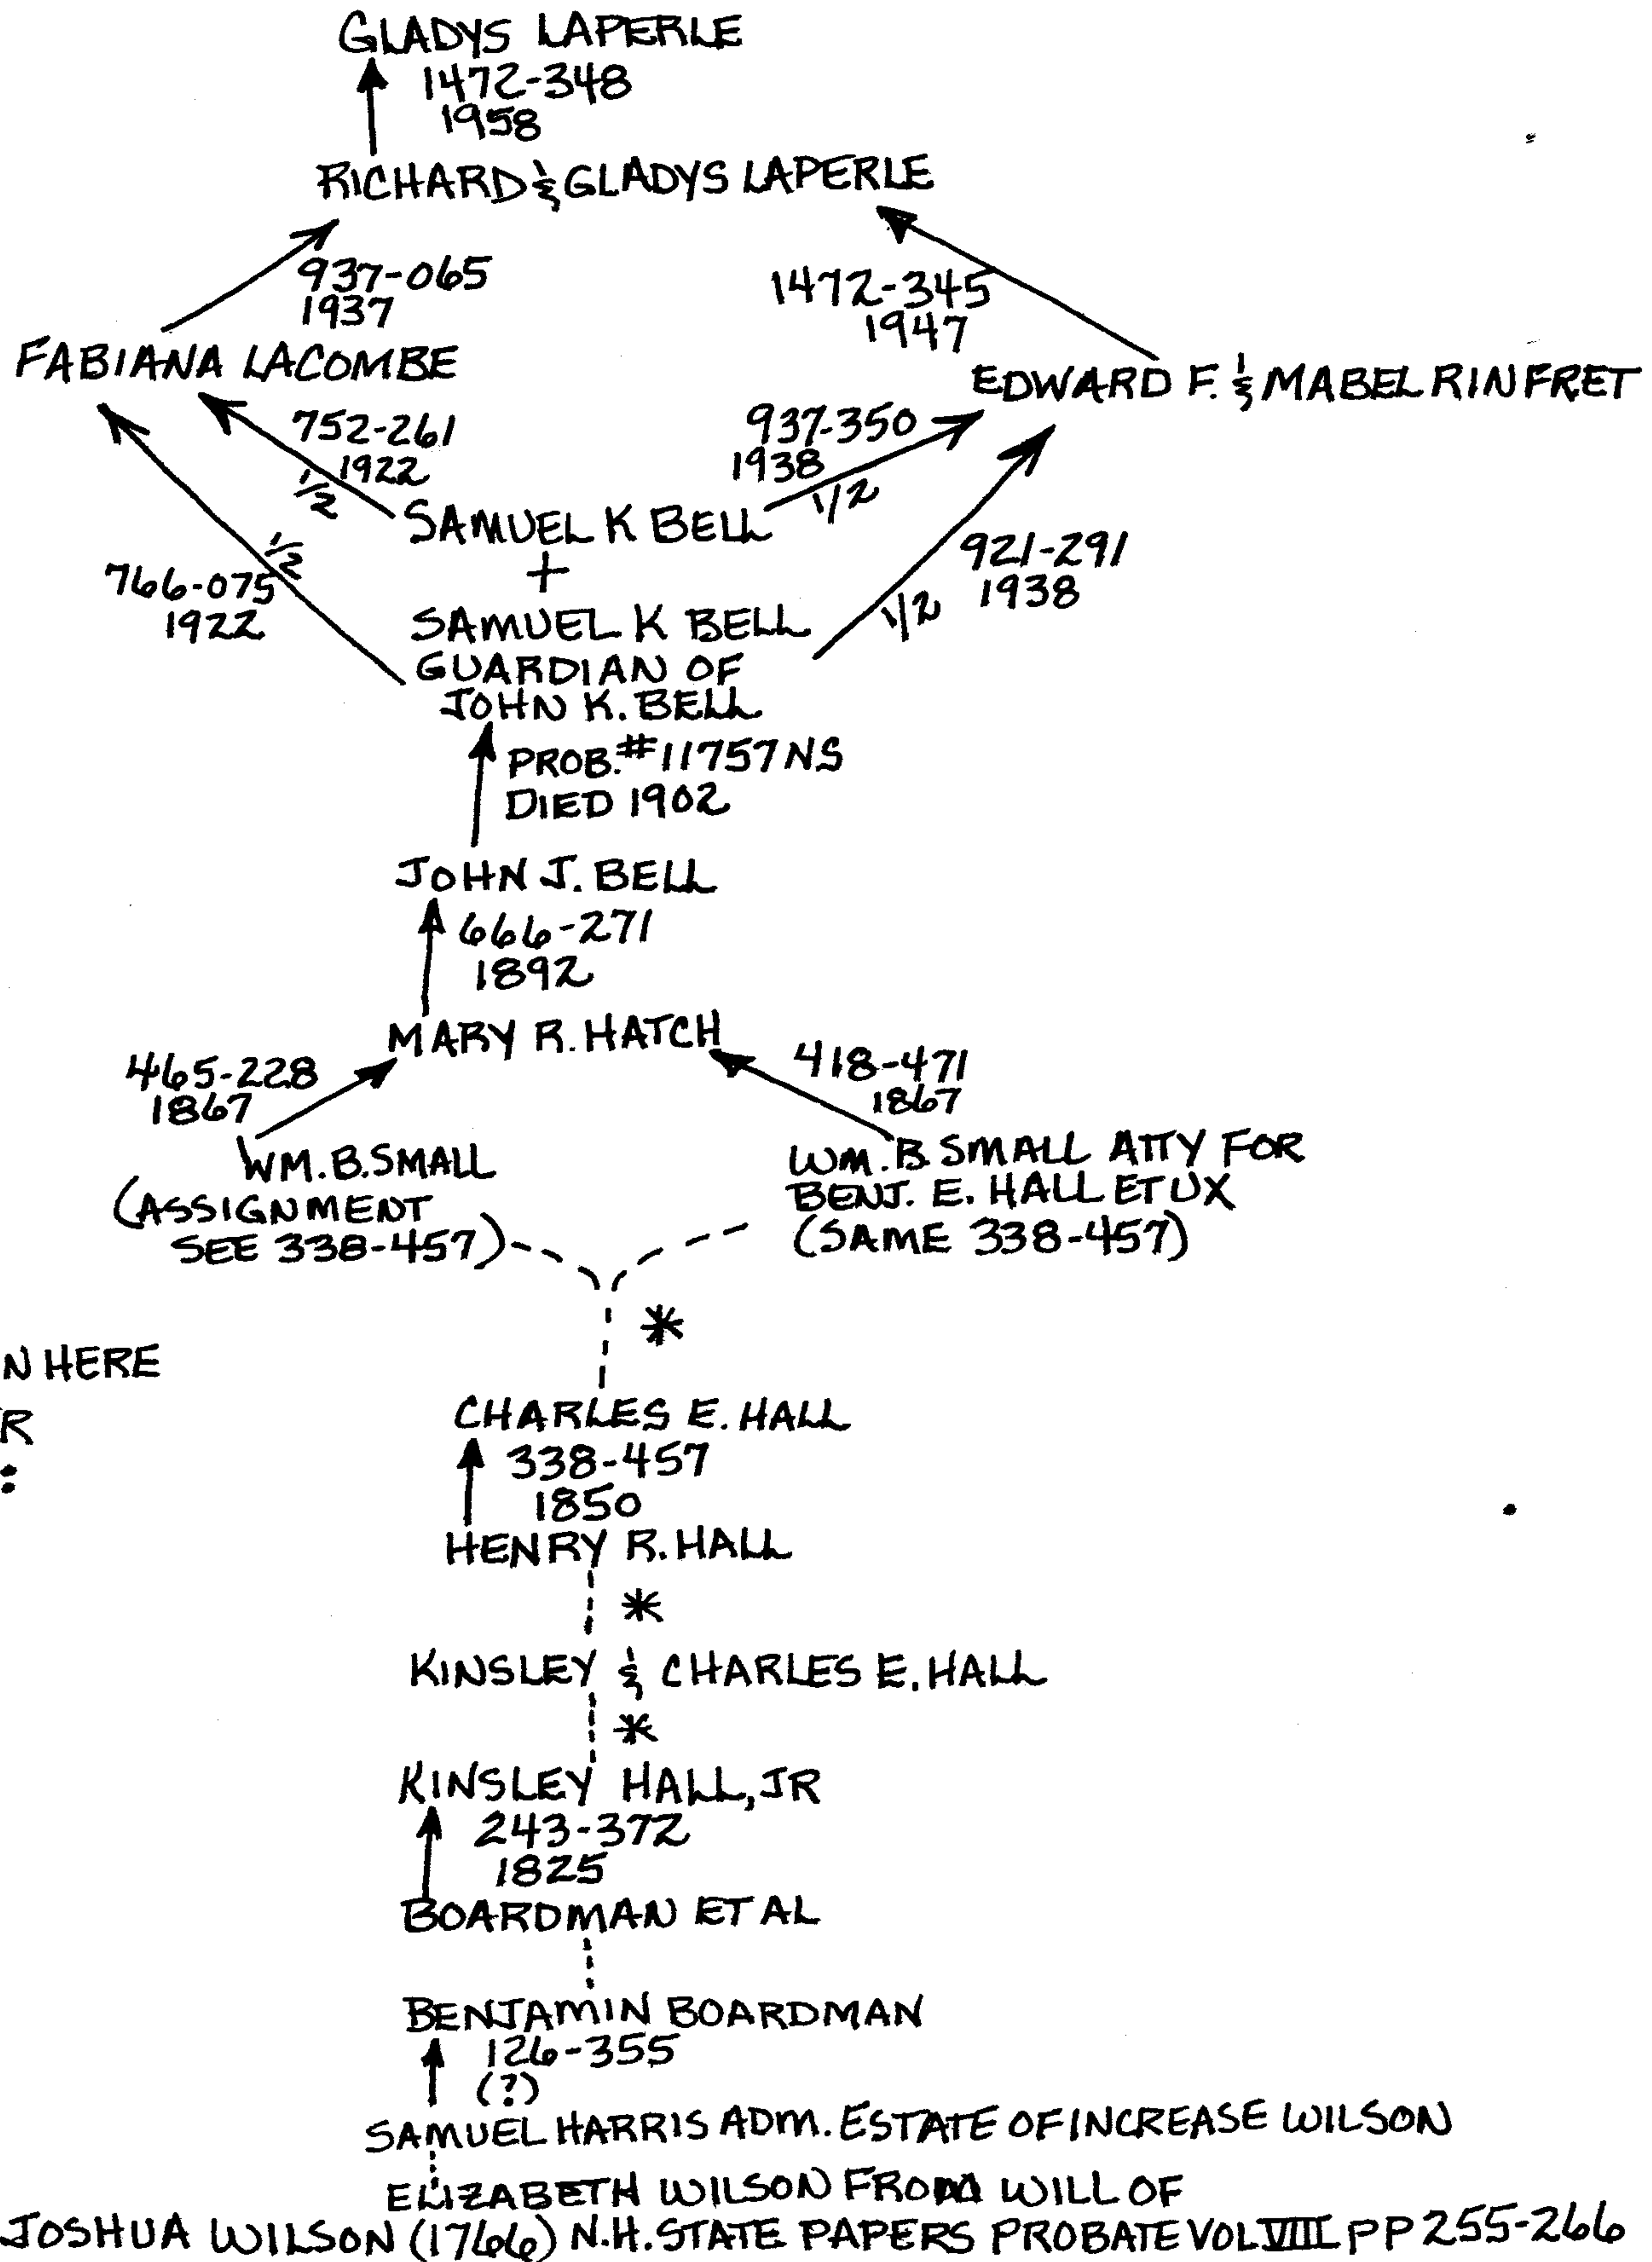 GLADYS LAPERLE
1472-348
1958
RICHARD & GLADYS LAPERLE
937-065
1937
1472-345
1947
FABIANA LACOMBE
EDWARD F. & MABEL RINFRET
752-261
1922
1/2
937-350
1938
1/2
SAMUEL K BELL
+
766-075
1922
1/2
921-291
1938
1/2
SAMUEL K BELL
GUARDIAN OF
JOHN K. BELL
PROB.#11757 NS
DIED 1902
JOHN J. BELL
666-271
1892
MARY R. HATCH
465-228
1867
418-471
1867
WM. B. SMALL
(ASSIGNMENT
SEE 338-457)
WM. B SMALL ATTY FOR
BENJ. E. HALL ET UX
(SAME 338-457)
*
N HERE
R
:
CHARLES E. HALL
338-457
1850
HENRY R. HALL
*
KINSLEY & CHARLES E. HALL
*
KINSLEY HALL, JR
243-372
1825
BOARDMAN ET AL
BENJAMIN BOARDMAN
126-355
(?)
SAMUEL HARRIS ADM. ESTATE OF INCREASE WILSON
ELIZABETH WILSON FROM WILL OF
JOSHUA WILSON (1766) N.H. STATE PAPERS PROBATE VOL VIII PP 255-266